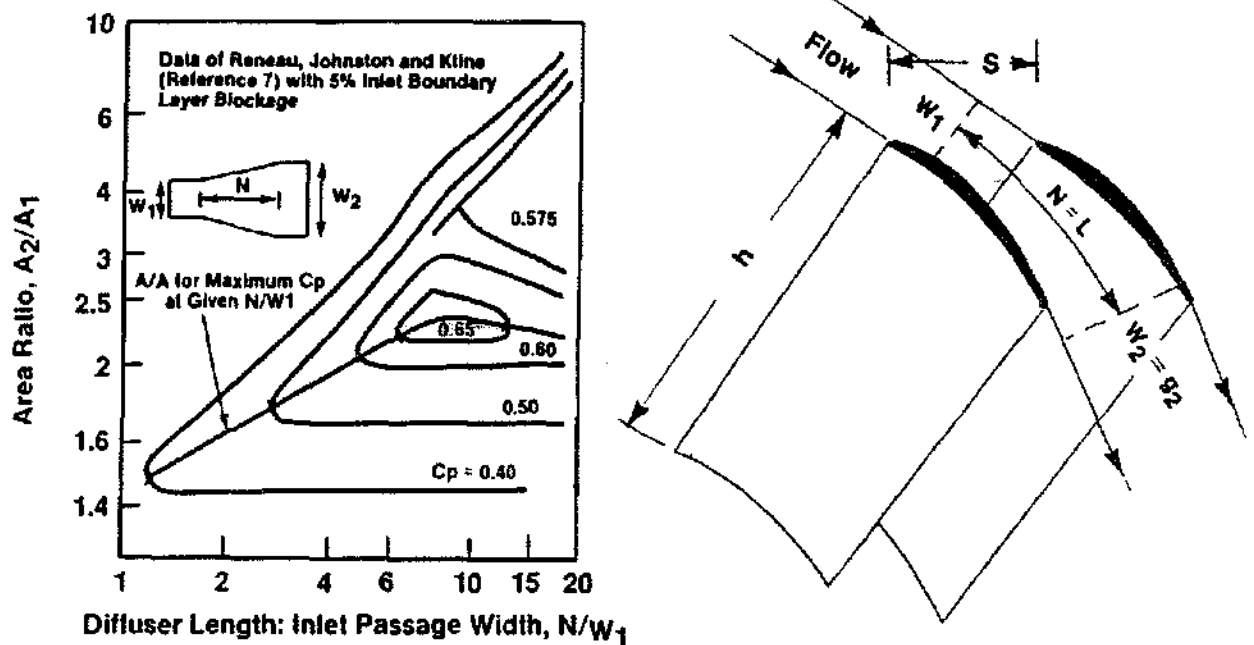 10
6
4
3
2.5
2
1.6
1.4
Area Ratio, A2/A1
Data of Reneau, Johnston and Kline
(Reference 7) with 5% Inlet Boundary
Layer Blockage
N
W1
W2
A/A for Maximum Cp
at Given N/W1
0.575
0.65
0.60
0.50
Cp = 0.40
1
2
4
6
10
15
20
Diffuser Length: Inlet Passage Width, N/W1
Flow
S
W1
N = L
h
W2 = g2